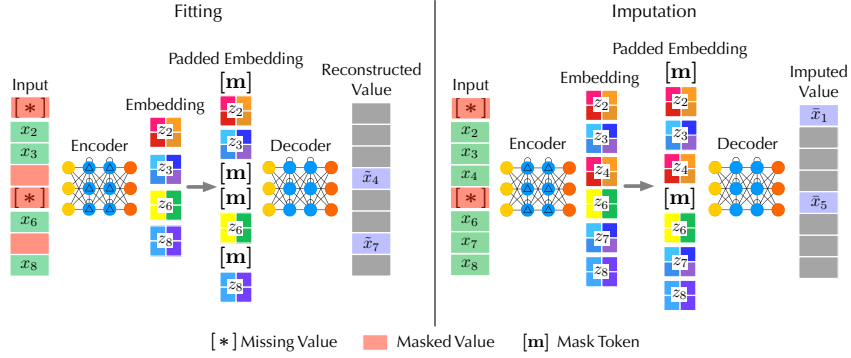 Fitting
Imputation
Padded Embedding
Input
Embedding
Reconstructed
Value
Encoder
Decoder
[*]
x₂
x₃
[*]
x₆
x₈
z₂
z₃
z₆
z₈
[m]
z₂
z₃
[m]
[m]
z₆
[m]
z₈
x̃₄
x̃₇
Padded Embedding
Input
Embedding
Imputed
Value
Encoder
Decoder
[*]
x₂
x₃
x₄
[*]
x₆
x₇
x₈
z₂
z₃
z₄
z₆
z₇
z₈
[m]
z₂
z₃
z₄
[m]
z₆
z₇
z₈
x̄₁
x̄₅
[*] Missing Value
Masked Value
[m] Mask Token